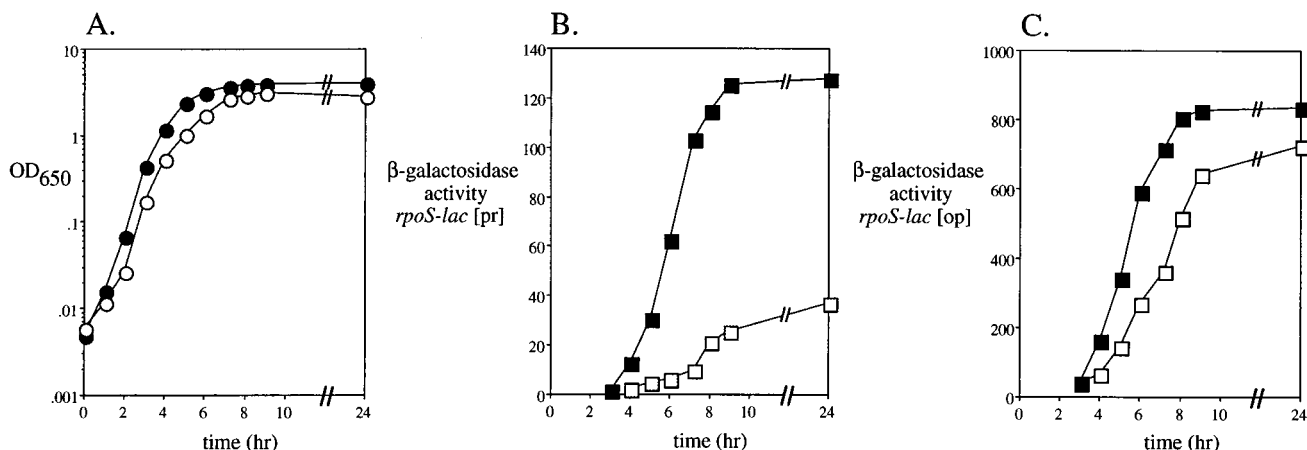 A.
10
1
.1
.01
.001
OD650
0 2 4 6 8 10 24
time (hr)
B.
140
120
100
80
60
40
20
0
β-galactosidase
activity
rpoS-lac [pr]
0 2 4 6 8 10 24
time (hr)
C.
1000
800
600
400
200
0
β-galactosidase
activity
rpoS-lac [op]
0 2 4 6 8 10 24
time (hr)